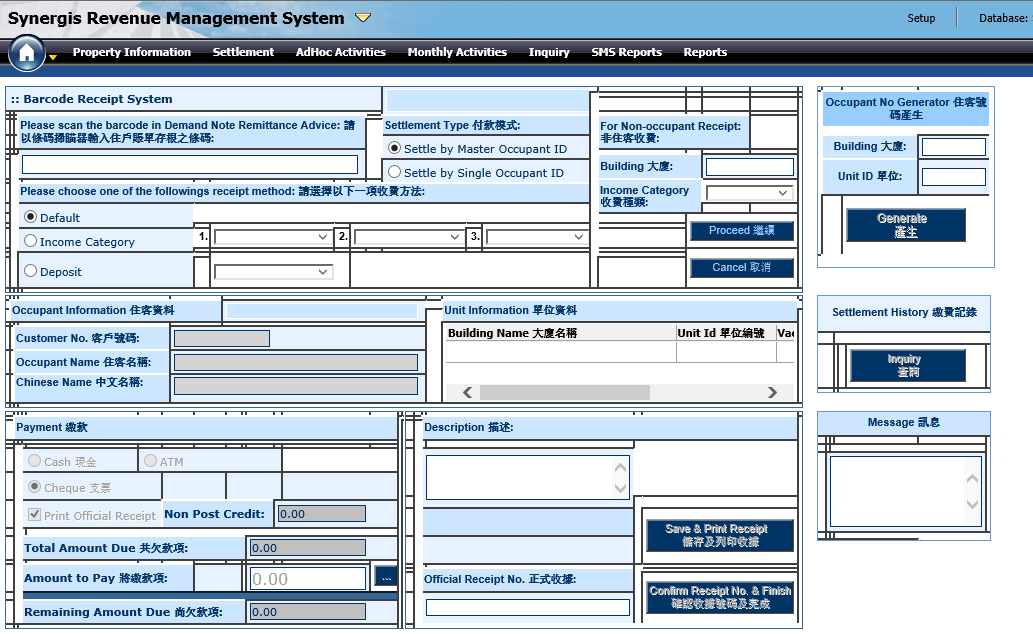 Synergis Revenue Management System
Setup
Database:
Property Information
Settlement
AdHoc Activities
Monthly Activities
Inquiry
SMS Reports
Reports
:: Barcode Receipt System
Please scan the barcode in Demand Note Remittance Advice: 請
以條碼掃瞄器輸入住戶賬單存根之條碼:
Settlement Type 付款模式:
Settle by Master Occupant ID
Settle by Single Occupant ID
Please choose one of the followings receipt method: 請選擇以下一項收費方法:
Default
Income Category
1.
2.
3.
Deposit
For Non-occupant Receipt:
非住客收費:
Building 大廈:
Income Category
收費種類:
Proceed 繼續
Cancel 取消
Occupant No Generator 住客號
碼產生
Building 大廈:
Unit ID 單位:
Generate
產生
Occupant Information 住客資料
Customer No. 客戶號碼:
Occupant Name 住客名稱:
Chinese Name 中文名稱:
Unit Information 單位資料
Building Name 大廈名稱
Unit Id 單位編號
Vac
Settlement History 繳費記錄
Inquiry
查詢
Payment 繳款
Cash 現金
ATM
Cheque 支票
Print Official Receipt
Non Post Credit:
0.00
Total Amount Due 共欠款項:
0.00
Amount to Pay 將繳款項:
0.00
...
Remaining Amount Due 尚欠款項:
0.00
Description 描述:
Save & Print Receipt
儲存及列印收據
Official Receipt No. 正式收據:
Confirm Receipt No. & Finish
確認收據號碼及完成
Message 訊息